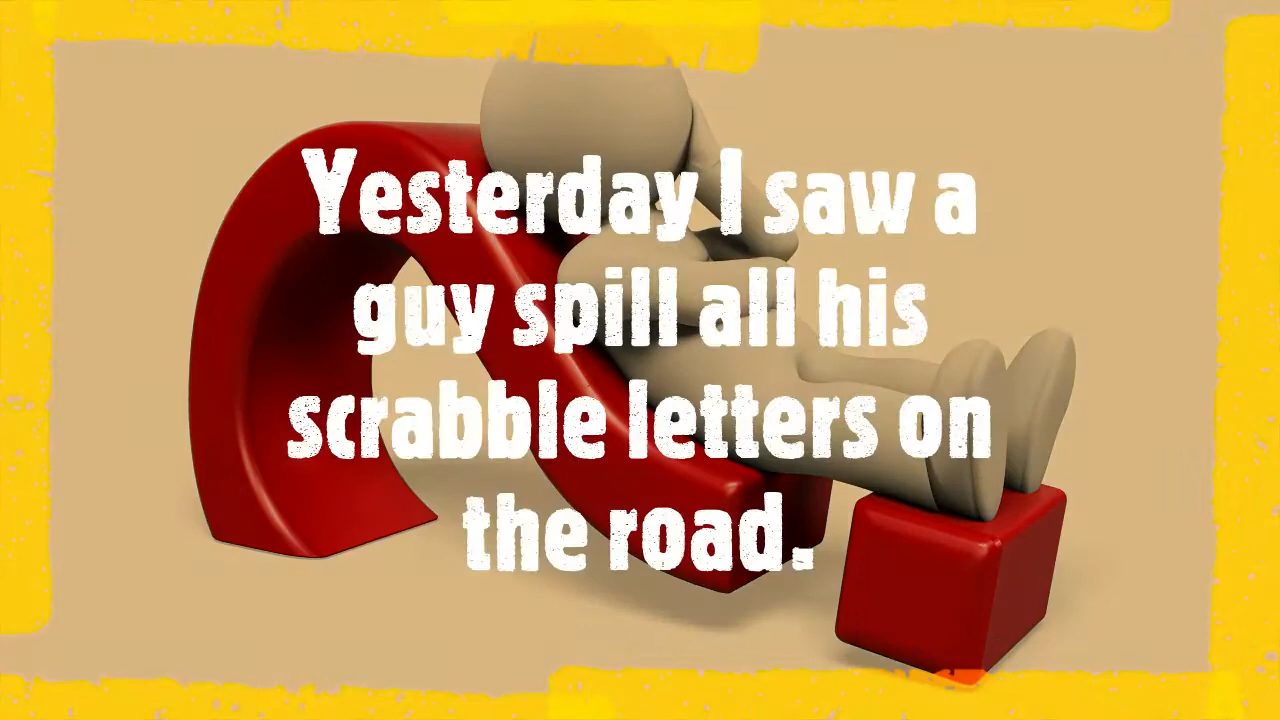 Yesterday I saw a
guy spill all his
scrabble letters on
the road.